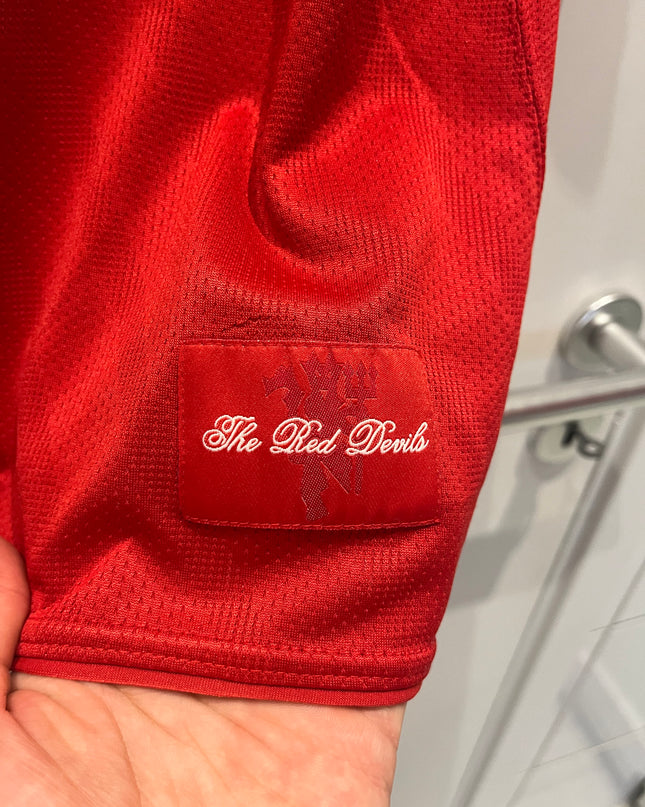 The Red Devils